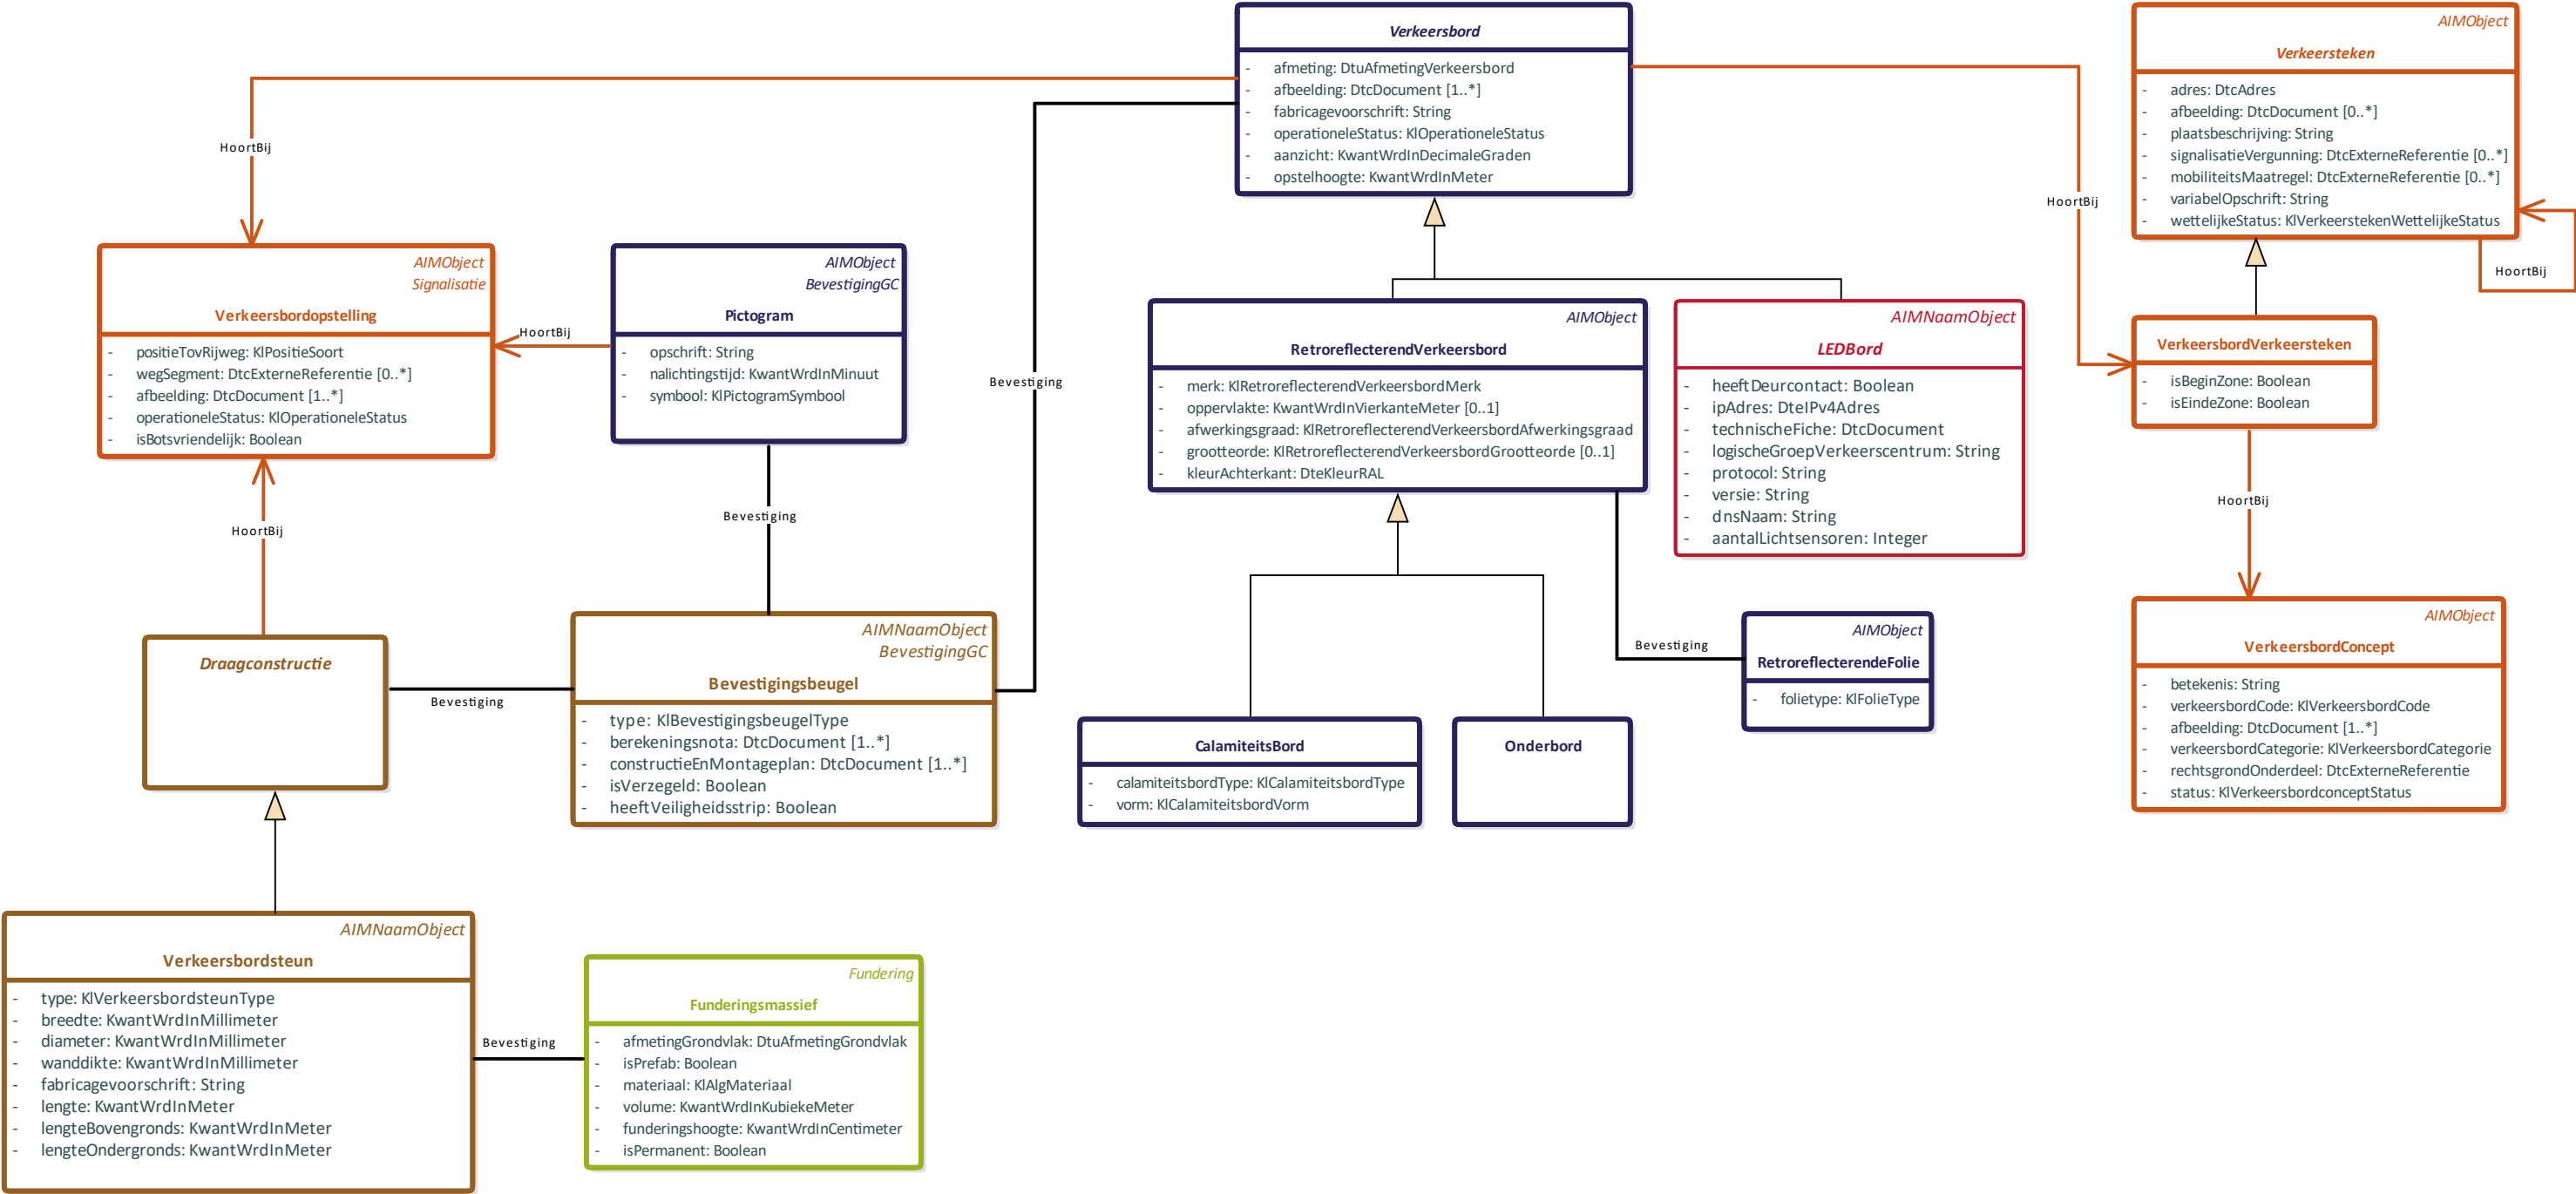 Verkeersbord
- afmeting: DtuAfmetingVerkeersbord
- afbeelding: DtcDocument [1..*]
- fabricagevoorschrift: String
- operationeleStatus: KlOperationeleStatus
- aanzicht: KwantWrdInDecimaleGraden
- opstelhoogte: KwantWrdInMeter
AIMObject
Verkeersteken
- adres: DtcAdres
- afbeelding: DtcDocument [0..*]
- plaatsbeschrijving: String
- signalisatieVergunning: DtcExterneReferentie [0..*]
- mobiliteitsMaatregel: DtcExterneReferentie [0..*]
- variabelOpschrift: String
- wettelijkeStatus: KlVerkeerstekenWettelijkeStatus
HoortBij
HoortBij
HoortBij
AIMObject
Signalisatie
Verkeersbordopstelling
- positieTovRijweg: KlPositieSoort
- wegSegment: DtcExterneReferentie [0..*]
- afbeelding: DtcDocument [1..*]
- operationeleStatus: KlOperationeleStatus
- isBotsvriendelijk: Boolean
HoortBij
AIMObject
BevestigingGC
Pictogram
- opschrift: String
- nalichtingstijd: KwantWrdInMinuut
- symbool: KlPictogramSymbool
Bevestiging
AIMObject
RetroreflecterendVerkeersbord
- merk: KlRetroreflecterendVerkeersbordMerk
- oppervlakte: KwantWrdInVierkanteMeter [0..1]
- afwerkingsgraad: KlRetroreflecterendVerkeersbordAfwerkingsgraad
- grootteorde: KlRetroreflecterendVerkeersbordGrootteorde [0..1]
- kleurAchterkant: DteKleurRAL
AIMNaamObject
LEDBord
- heeftDeurcontact: Boolean
- ipAdres: DteIPv4Adres
- technischeFiche: DtcDocument
- logischeGroepVerkeerscentrum: String
- protocol: String
- versie: String
- dnsNaam: String
- aantalLichtsensoren: Integer
VerkeersbordVerkeersteken
- isBeginZone: Boolean
- isEindeZone: Boolean
HoortBij
HoortBij
Bevestiging
Draagconstructie
Bevestiging
AIMNaamObject
BevestigingGC
Bevestigingsbeugel
- type: KlBevestigingsbeugelType
- berekeningsnota: DtcDocument [1..*]
- constructieEnMontageplan: DtcDocument [1..*]
- isVerzegeld: Boolean
- heeftVeiligheidsstrip: Boolean
CalamiteitsBord
- calamiteitsbordType: KlCalamiteitsbordType
- vorm: KlCalamiteitsbordVorm
Onderbord
Bevestiging
AIMObject
RetroreflecterendeFolie
- folietype: KlFolieType
AIMObject
VerkeersbordConcept
- betekenis: String
- verkeersbordCode: KlVerkeersbordCode
- afbeelding: DtcDocument [1..*]
- verkeersbordCategorie: KlVerkeersbordCategorie
- rechtsgrondOnderdeel: DtcExterneReferentie
- status: KlVerkeersbordconceptStatus
AIMNaamObject
Verkeersbordsteun
- type: KlVerkeersbordsteunType
- breedte: KwantWrdInMillimeter
- diameter: KwantWrdInMillimeter
- wanddikte: KwantWrdInMillimeter
- fabricagevoorschrift: String
- lengte: KwantWrdInMeter
- lengteBovengronds: KwantWrdInMeter
- lengteOndergronds: KwantWrdInMeter
Bevestiging
Fundering
Funderingsmassief
- afmetingGrondvlak: DtuAfmetingGrondvlak
- isPrefab: Boolean
- materiaal: KlAlgMateriaal
- volume: KwantWrdInKubiekeMeter
- funderingshoogte: KwantWrdInCentimeter
- isPermanent: Boolean